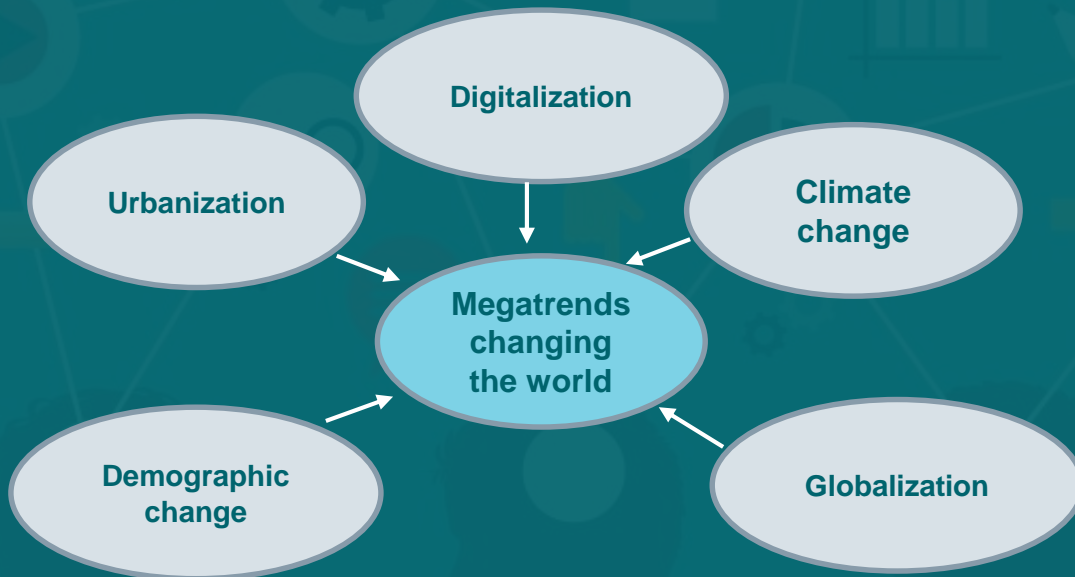 Digitalization
Urbanization
Climate
change
Megatrends
changing
the world
Demographic
change
Globalization